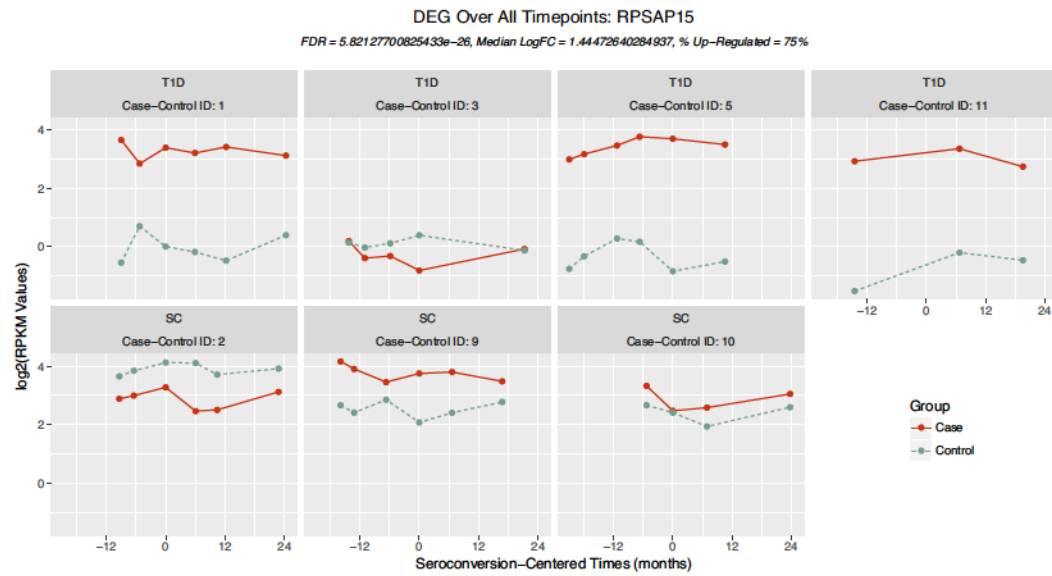 DEG Over All Timepoints: RPSAP15
FDR = 5.82127700825433e−26, Median LogFC = 1.44472640284937, % Up−Regulated = 75%
T1D
Case−Control ID: 1
T1D
Case−Control ID: 3
T1D
Case−Control ID: 5
T1D
Case−Control ID: 11
4
2
0
−12 0 12 24
SC
Case−Control ID: 2
SC
Case−Control ID: 9
SC
Case−Control ID: 10
4
2
0
−12 0 12 24
−12 0 12 24
−12 0 12 24
log2(RPKM Values)
Seroconversion−Centered Times (months)
Group
Case
Control